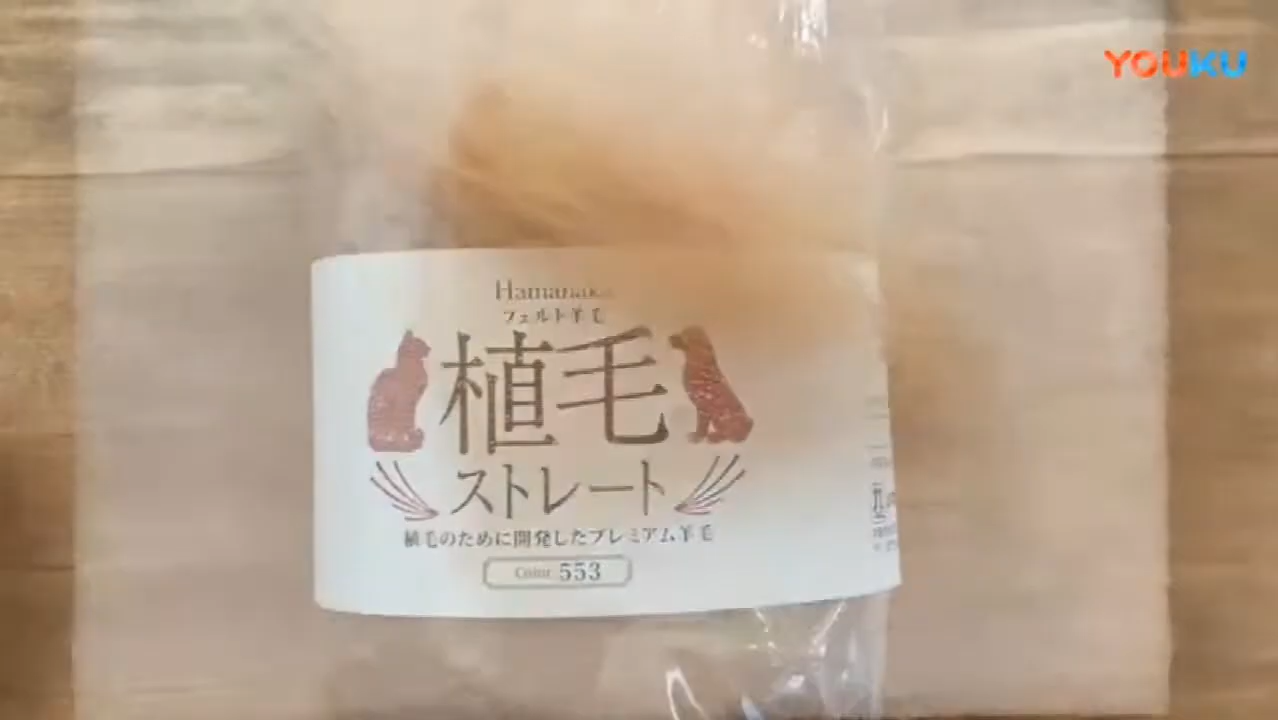 YOUKU
Hamanaka
フェルト羊毛
植毛
ストレート
植毛のために開発したプレミアム羊毛
Color 553